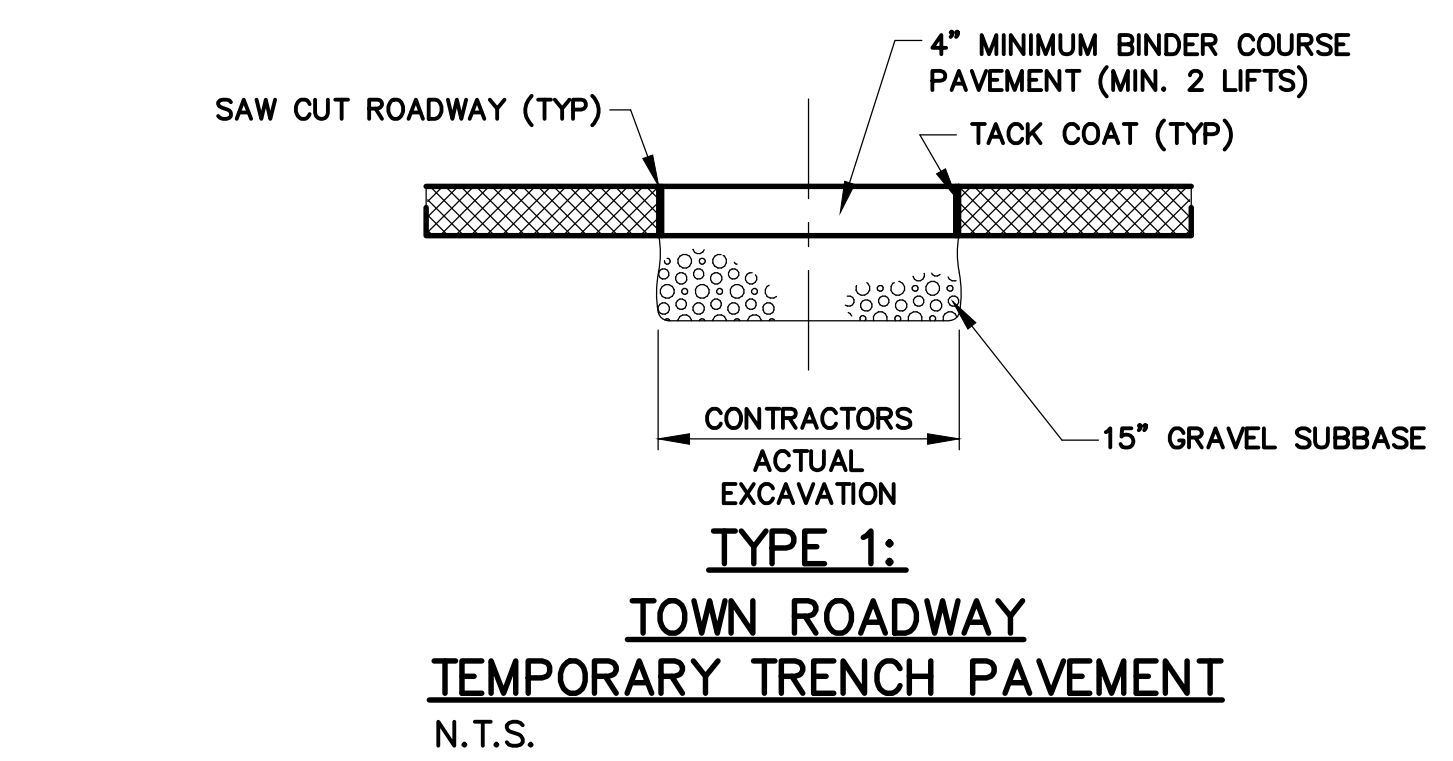 4” MINIMUM BINDER COURSE
PAVEMENT (MIN. 2 LIFTS)
SAW CUT ROADWAY (TYP)
TACK COAT (TYP)
CONTRACTORS
ACTUAL
EXCAVATION
15” GRAVEL SUBBASE
TYPE 1:
TOWN ROADWAY
TEMPORARY TRENCH PAVEMENT
N.T.S.